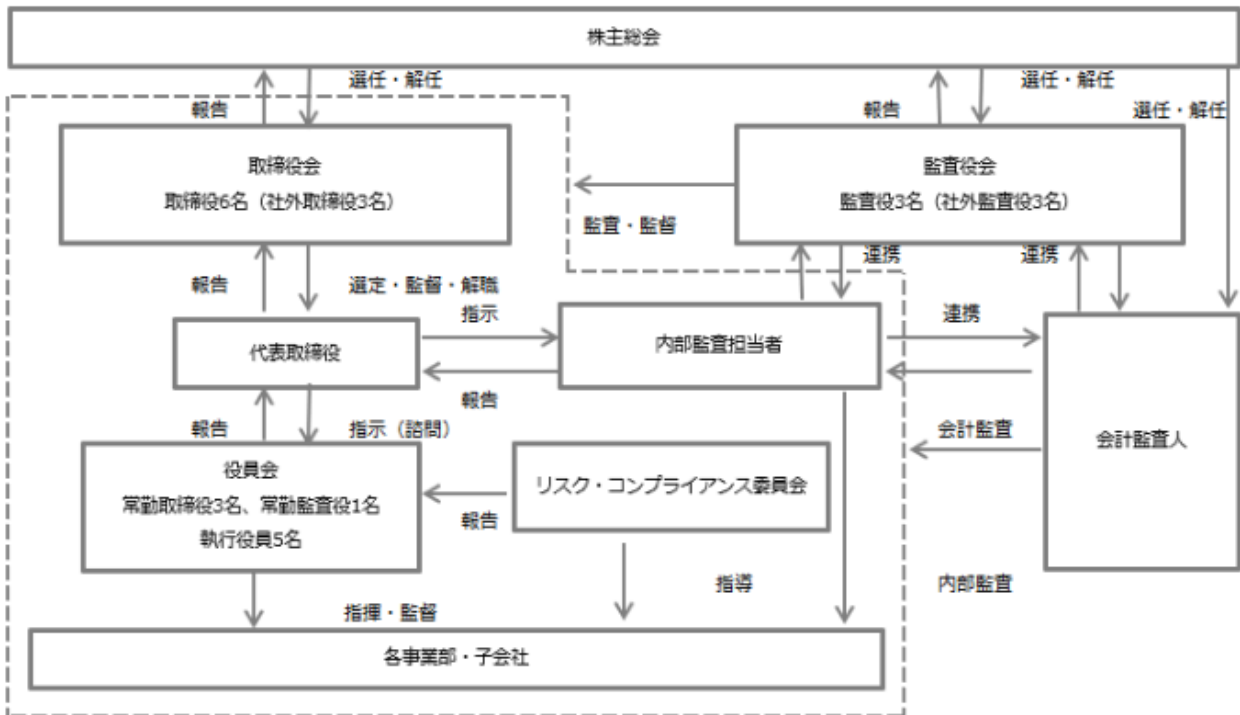 株主総会
選任・解任
選任・解任
報告
報告
選任・解任
取締役会
取締役6名（社外取締役3名）
監査役会
監査役3名（社外監査役3名）
監査・監督
連携
連携
報告
選定・監督・解職
指示
連携
代表取締役
内部監査担当者
報告
報告
指示（諮問）
会計監査
会計監査人
役員会
常勤取締役3名、常勤監査役1名
執行役員5名
リスク・コンプライアンス委員会
報告
指導
内部監査
指揮・監督
各事業部・子会社